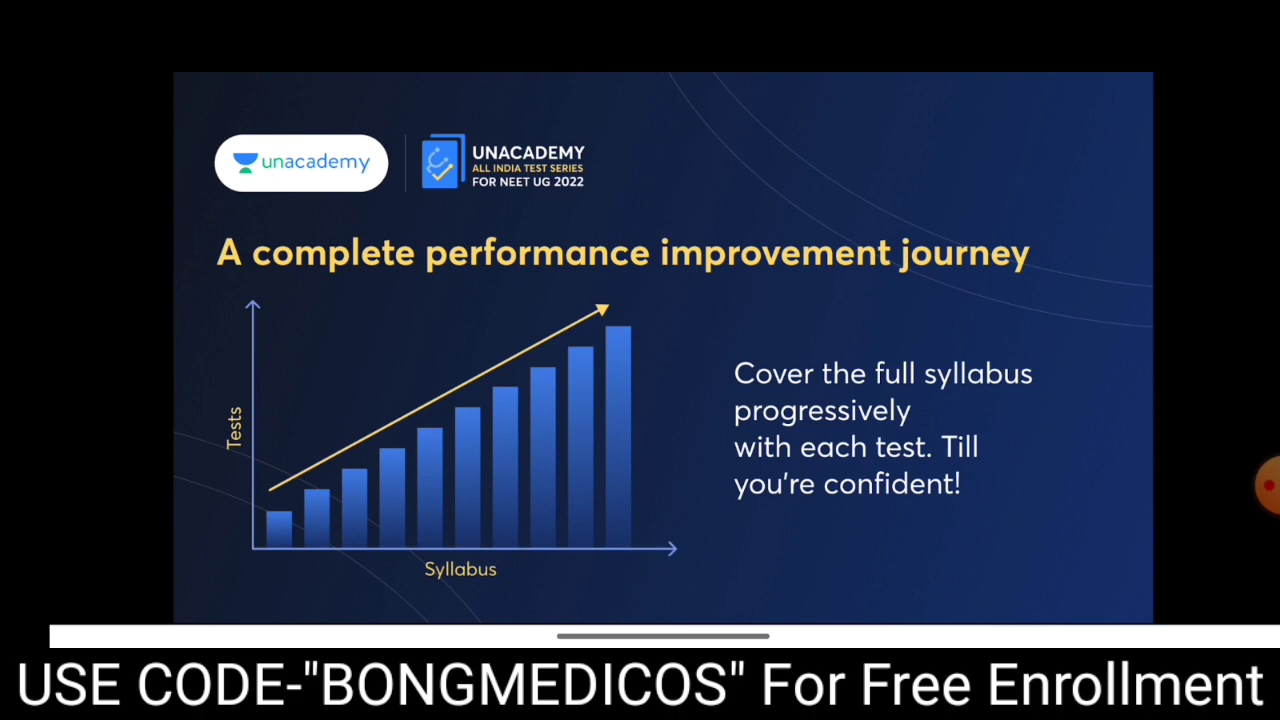 unacademy
UNACADEMY
ALL INDIA TEST SERIES
FOR NEET UG 2022
A complete performance improvement journey
Tests
Syllabus
Cover the full syllabus
progressively
with each test. Till
you're confident!
USE CODE-"BONGMEDICOS" For Free Enrollment